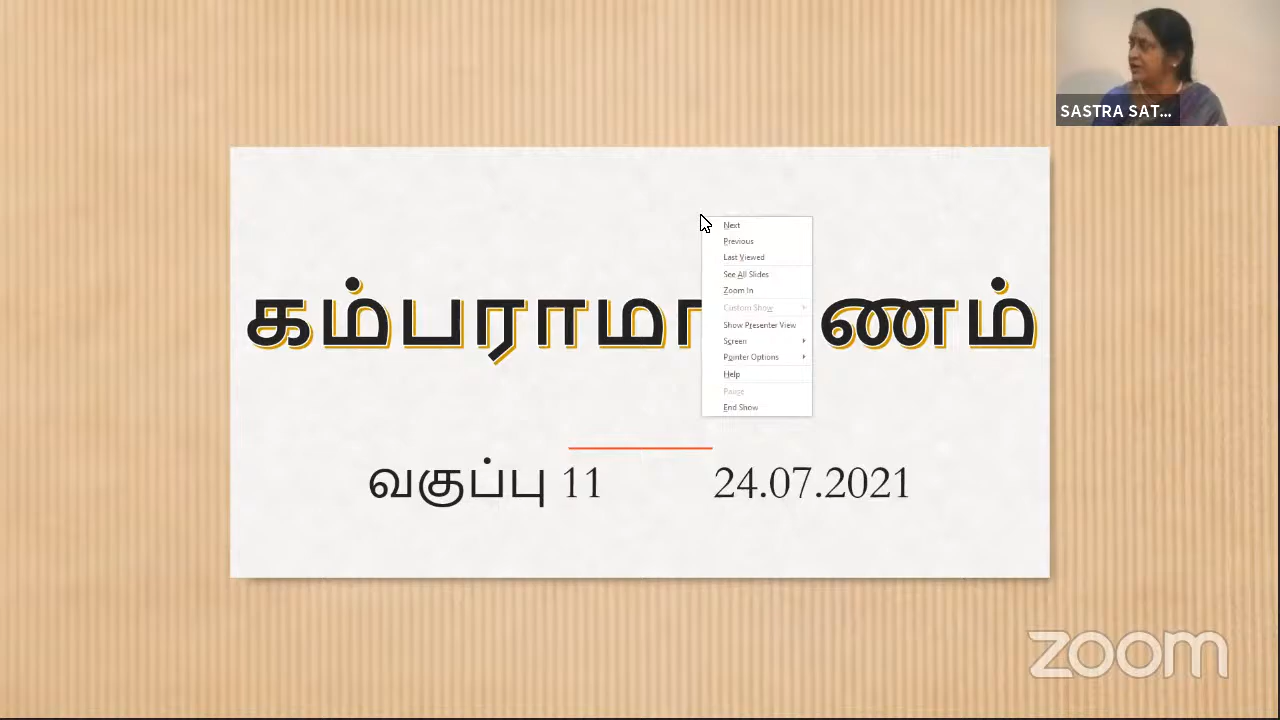 SASTRA SAT...
Next
Previous
Last Viewed
See All Slides
Zoom In
Custom Show
Show Presenter View
Screen
Pointer Options
Help
Pause
End Show
கம்பராமா ணம்
வகுப்பு 11 24.07.2021
zoom